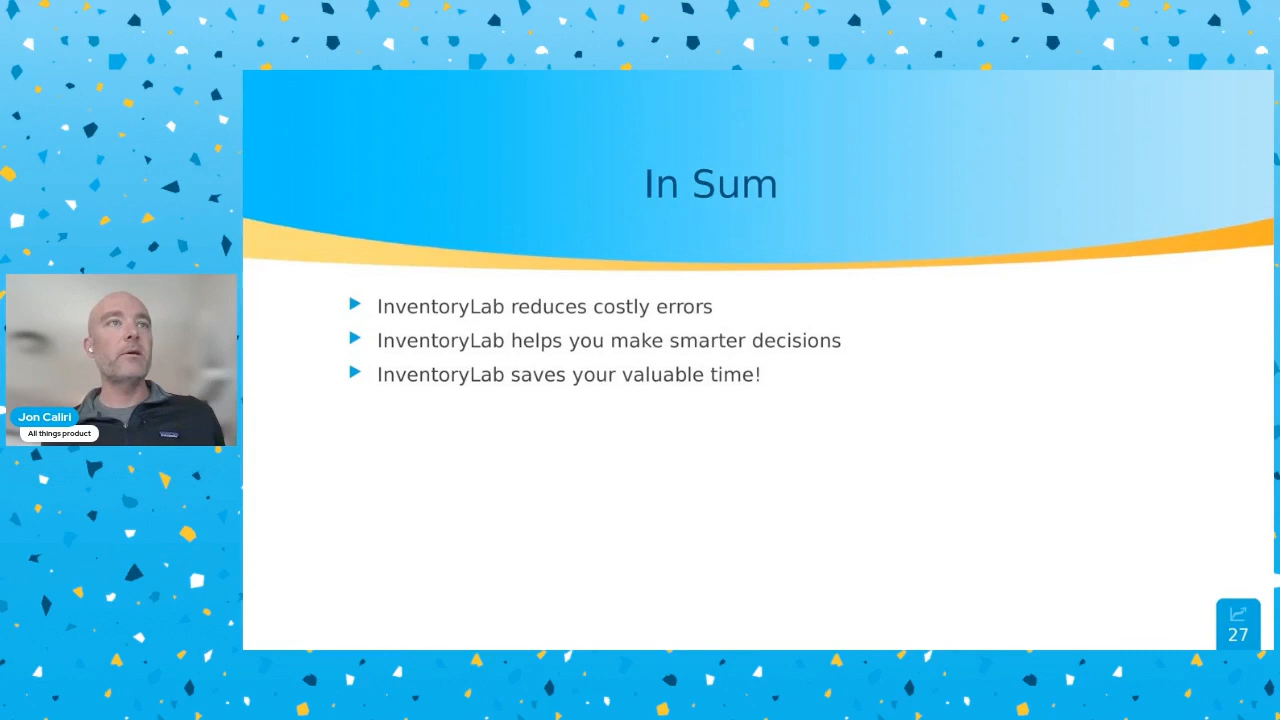 In Sum
InventoryLab reduces costly errors
InventoryLab helps you make smarter decisions
InventoryLab saves your valuable time!
Jon Caliri
All things product
27